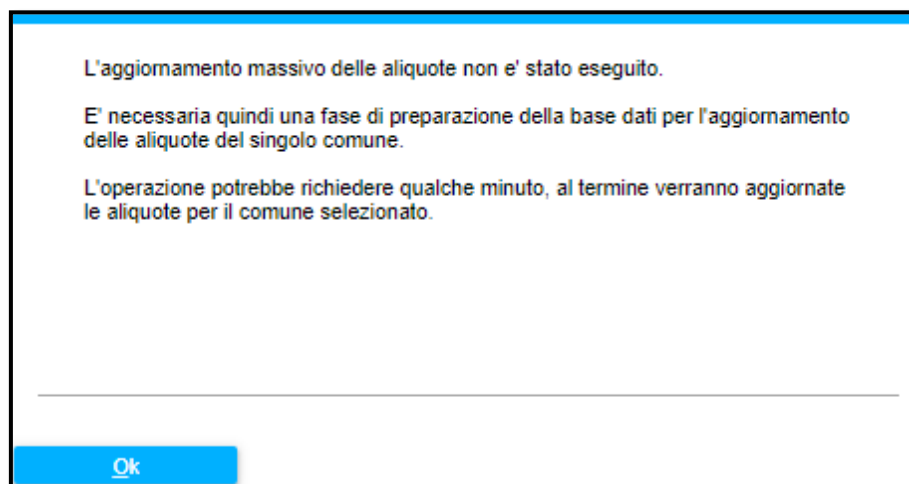 L'aggiornamento massivo delle aliquote non e' stato eseguito.
E' necessaria quindi una fase di preparazione della base dati per l'aggiornamento
delle aliquote del singolo comune.
L'operazione potrebbe richiedere qualche minuto, al termine verranno aggiornate
le aliquote per il comune selezionato.
Ok